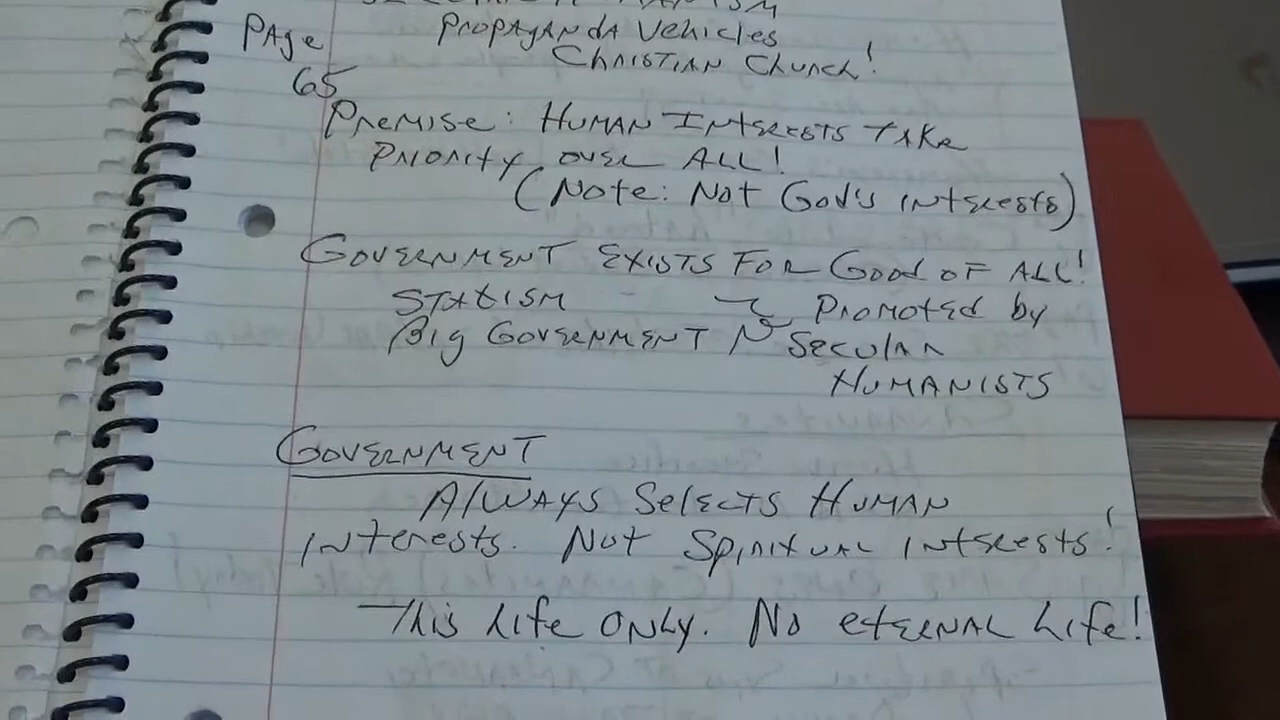 Propaganda Vehicles
Page
Christian Church!
65
Premise: Human Interests Take
Priority over All!
(Note: Not God's interests)
Government exists for Good of All!
Statism
Promoted by
Big Government
Secular
Humanists
Government
Always Selects Human
interests. Not Spiritual interests!
This Life Only. No eternal Life!